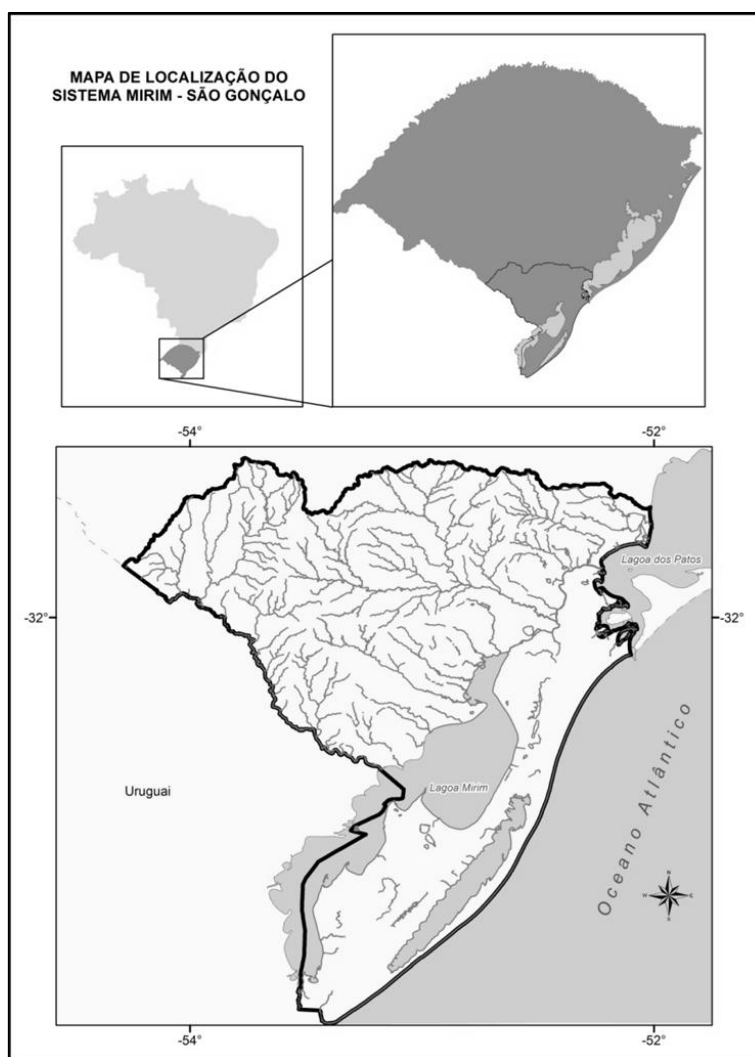 MAPA DE LOCALIZAÇÃO DO
SISTEMA MIRIM - SÃO GONÇALO
-54°
-52°
Lagoa dos Patos
-32°
-32°
Lagoa Mirim
Uruguai
Oceano Atlântico
N
W
E
S
-54°
-52°